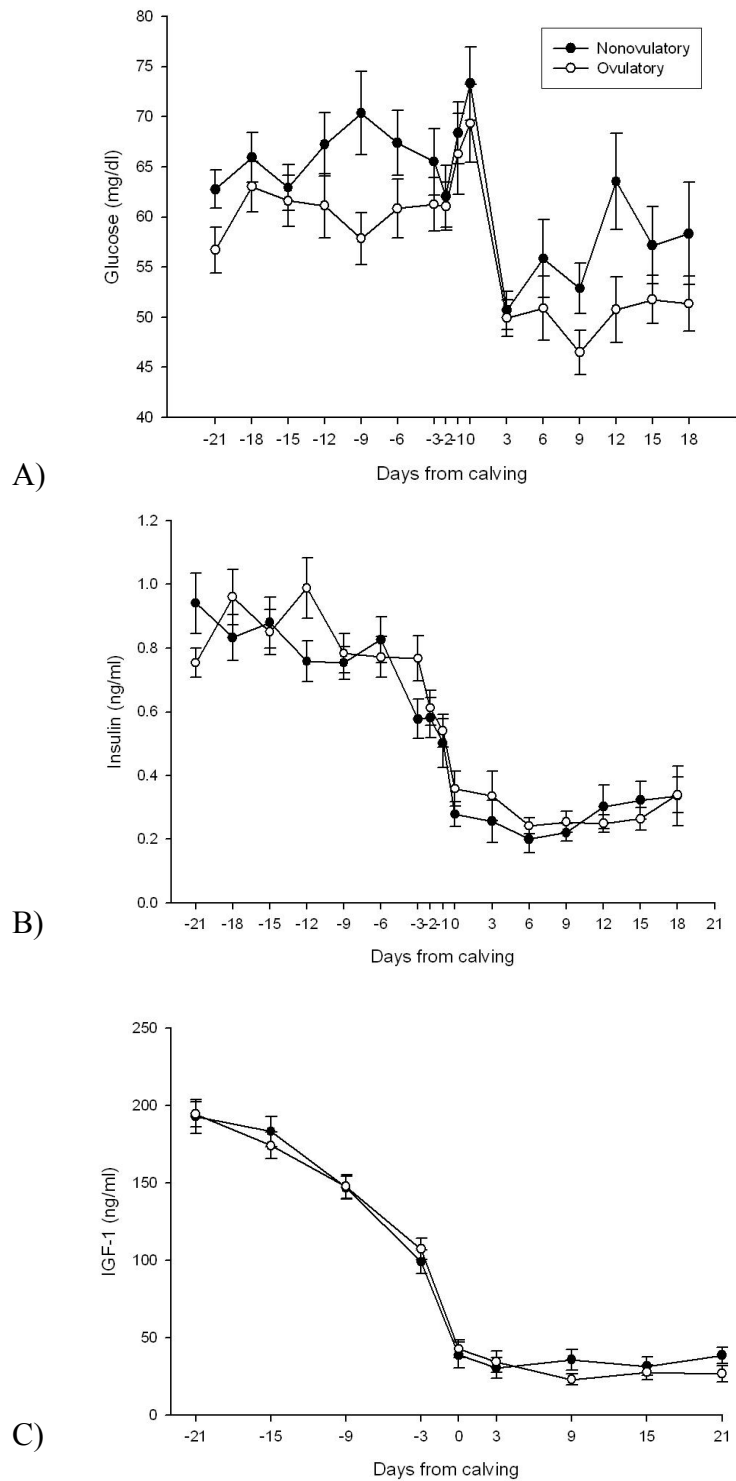 80
75
70
65
60
55
50
45
40
Glucose (mg/dl)
Nonovulatory
Ovulatory
-21 -18 -15 -12 -9 -6 -3 -2 -1 0 3 6 9 12 15 18
Days from calving
A)
1.2
1.0
0.8
0.6
0.4
0.2
0.0
Insulin (ng/ml)
-21 -18 -15 -12 -9 -6 -3 -2 -1 0 3 6 9 12 15 18 21
Days from calving
B)
250
200
150
100
50
0
IGF-1 (ng/ml)
-21 -15 -9 -3 0 3 9 15 21
Days from calving
C)